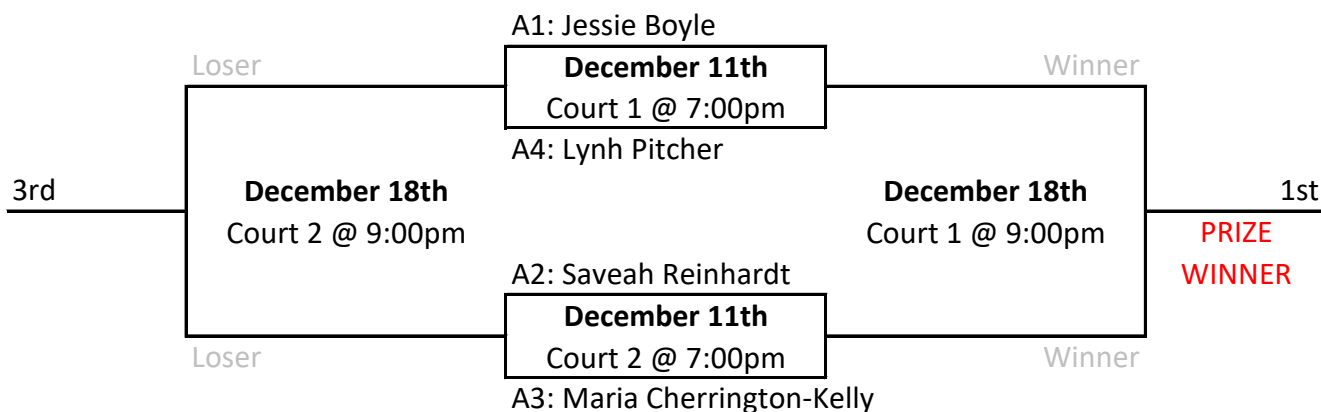 A1: Jessie Boyle
Loser
December 11th
Winner
Court 1 @ 7:00pm
A4: Lynh Pitcher
3rd
December 18th
Court 2 @ 9:00pm
December 18th
Court 1 @ 9:00pm
1st
PRIZE
WINNER
A2: Saveah Reinhardt
December 11th
Loser
Court 2 @ 7:00pm
Winner
A3: Maria Cherrington-Kelly